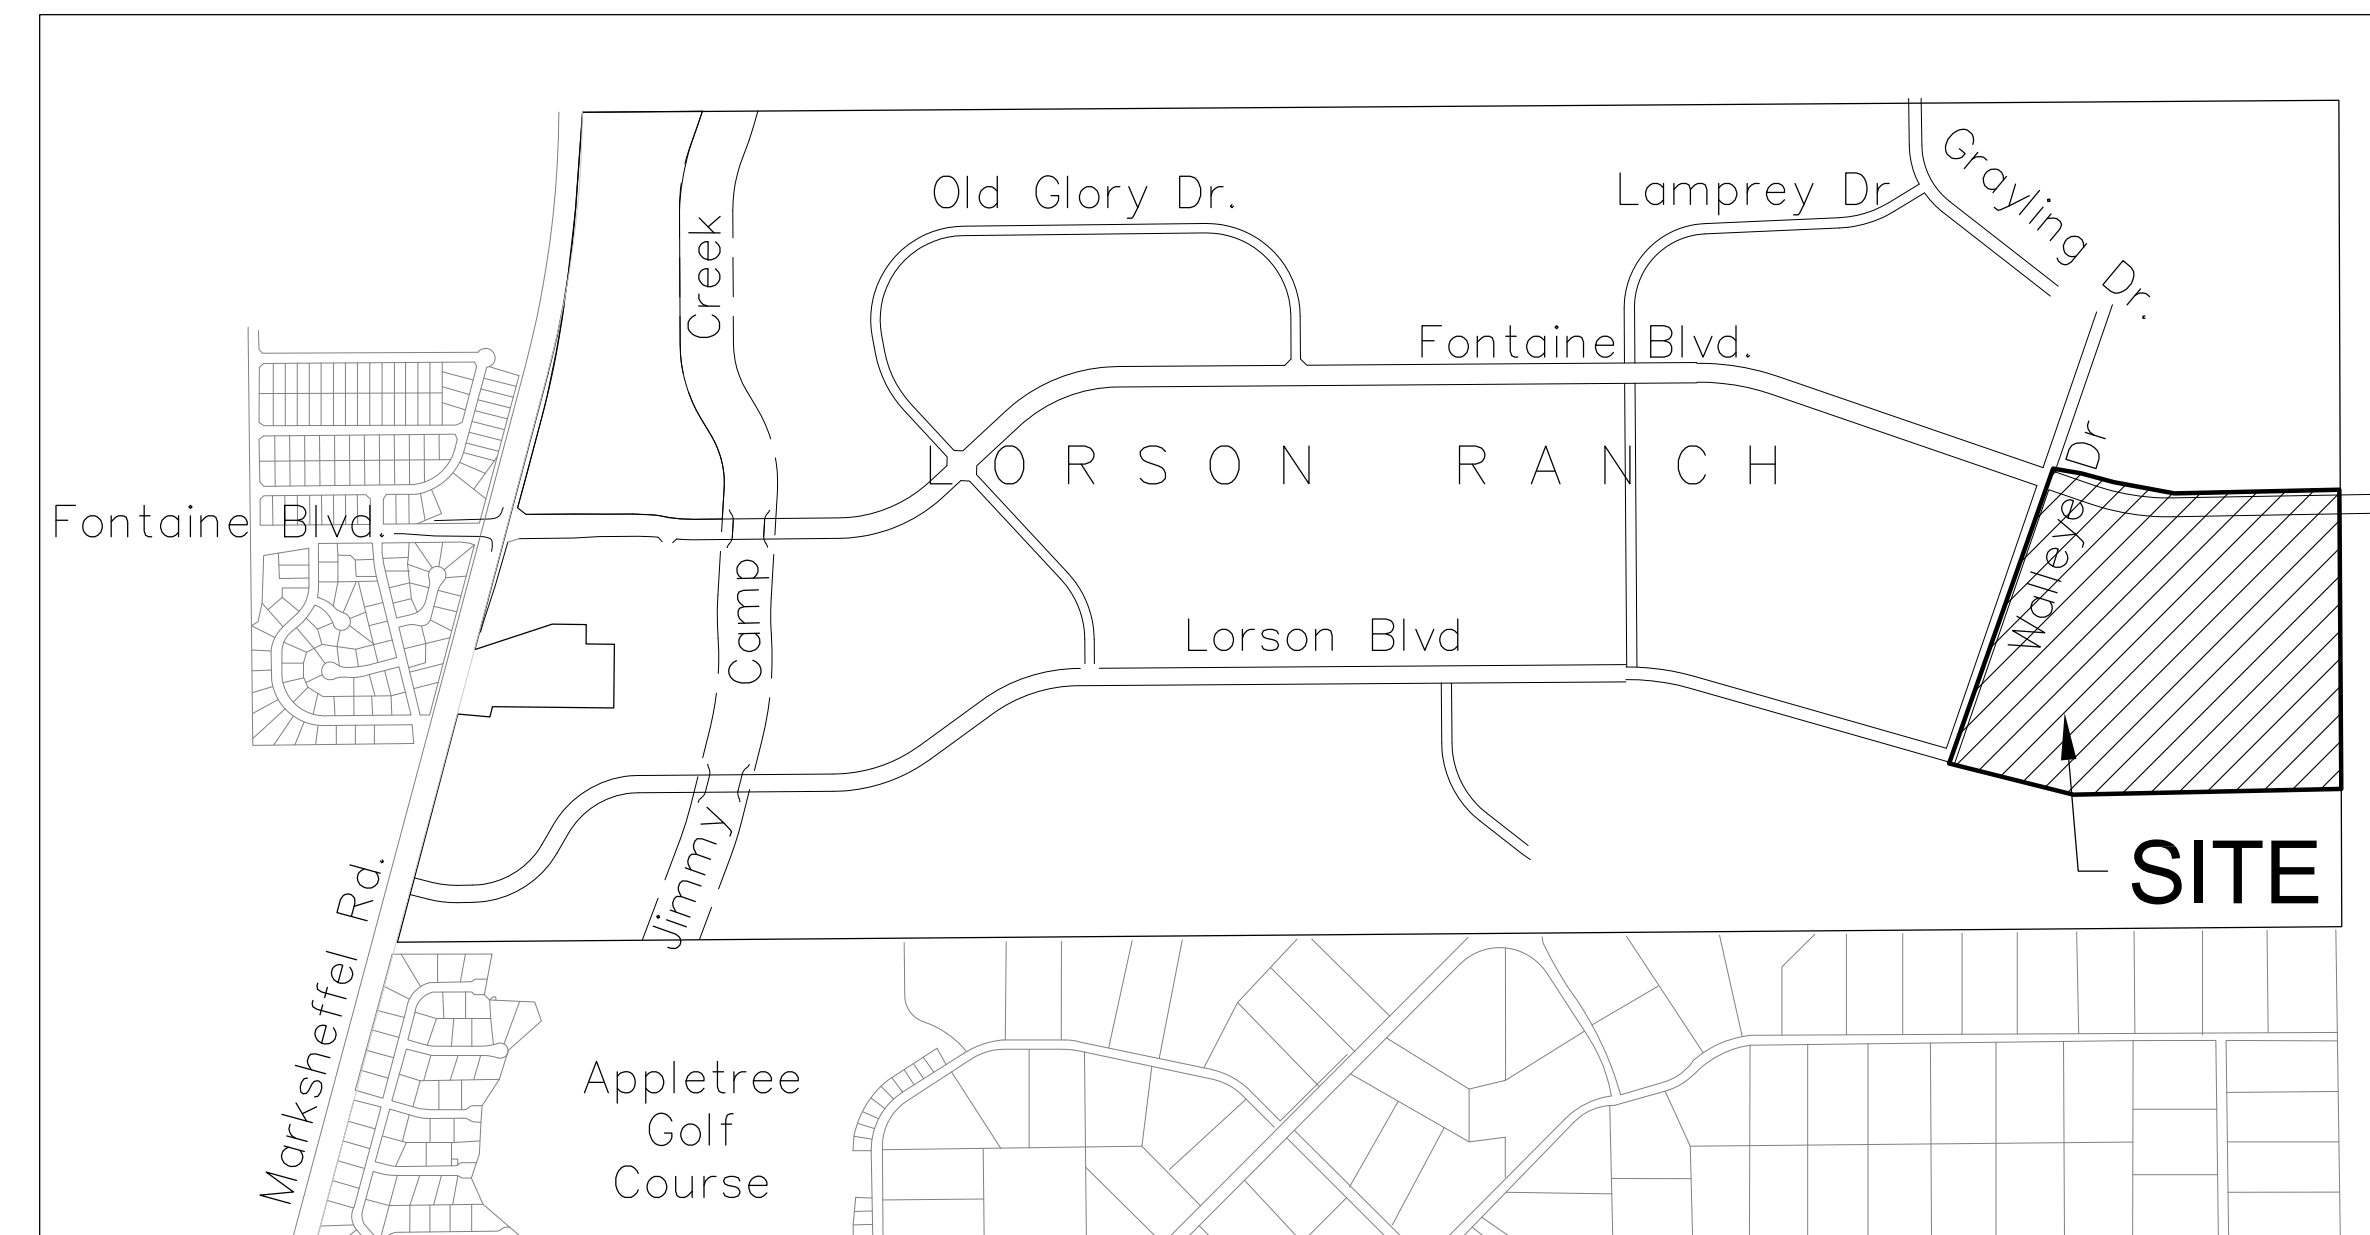 Old Glory Dr.
Lamprey Dr
Grayling Dr.
Creek
Fontaine Blvd.
LORSON RANCH
Walleye Dr
Fontaine Blvd.
Camp
Lorson Blvd
Jimmy
SITE
Marksheffel Rd.
Appletree
Golf
Course